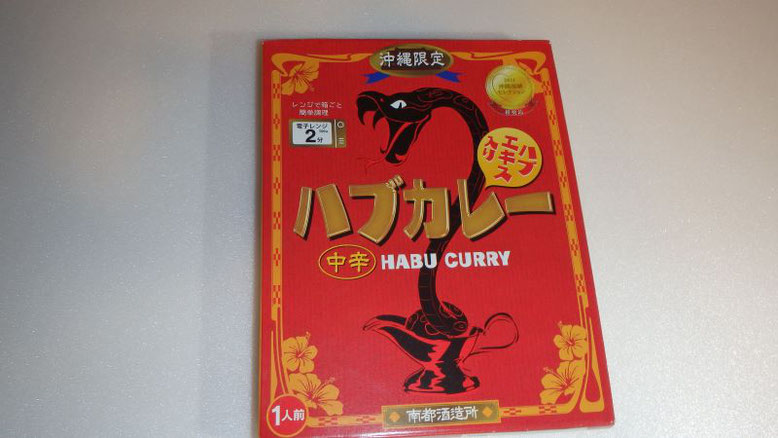 沖縄限定
レンジで箱ごと
簡単調理
電子レンジ
500w
2分
ハブ
エキス
入り
ハブカレー
中辛 HABU CURRY
1人前
南都酒造所